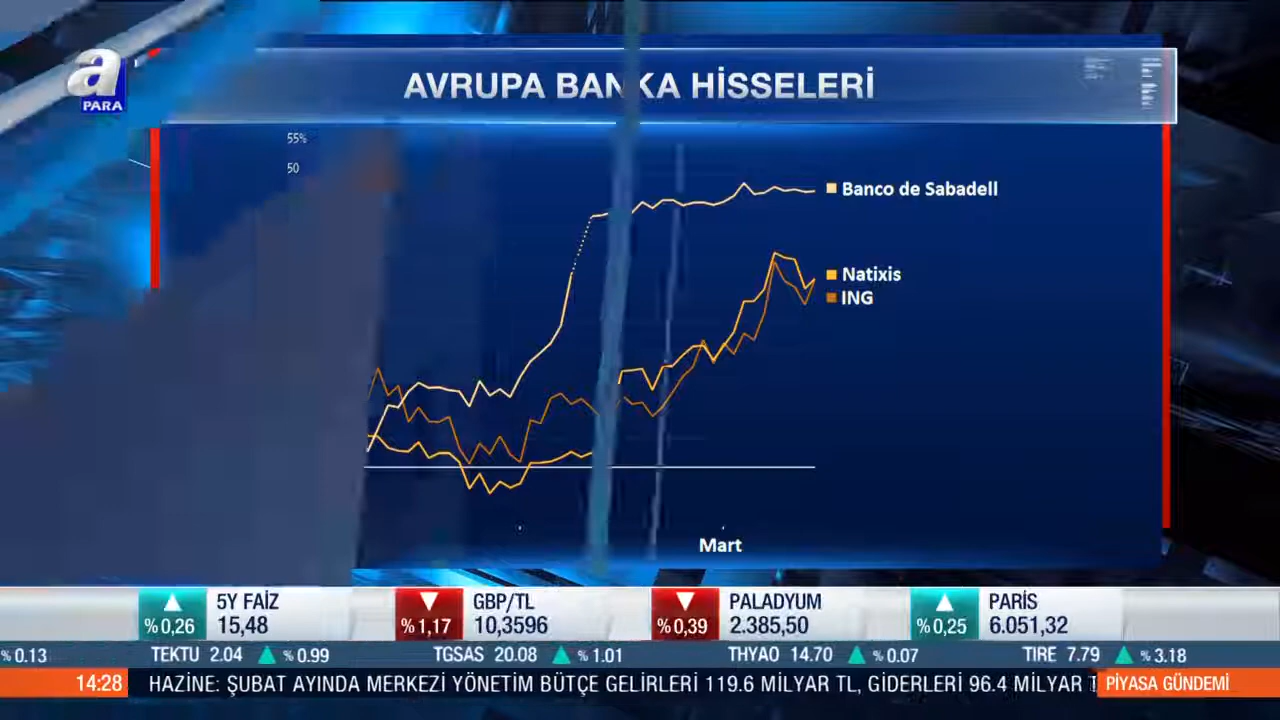 a
PARA
AVRUPA BANKA HİSSELERİ
55%
50
Banco de Sabadell
Natixis
ING
Mart
% 0,26
5Y FAİZ
15,48
% 1,17
GBP/TL
10,3596
% 0,39
PALADYUM
2.385,50
% 0,25
PARİS
6.051,32
% 0.13 TEKTU 2.04 % 0.99 TGSAS 20.08 % 1.01 THYAO 14.70 % 0.07 TIRE 7.79 % 3.18
14:28 HAZİNE: ŞUBAT AYINDA MERKEZİ YÖNETİM BÜTÇE GELİRLERİ 119.6 MİLYAR TL, GİDERLERİ 96.4 MİLYAR T PİYASA GÜNDEMİ